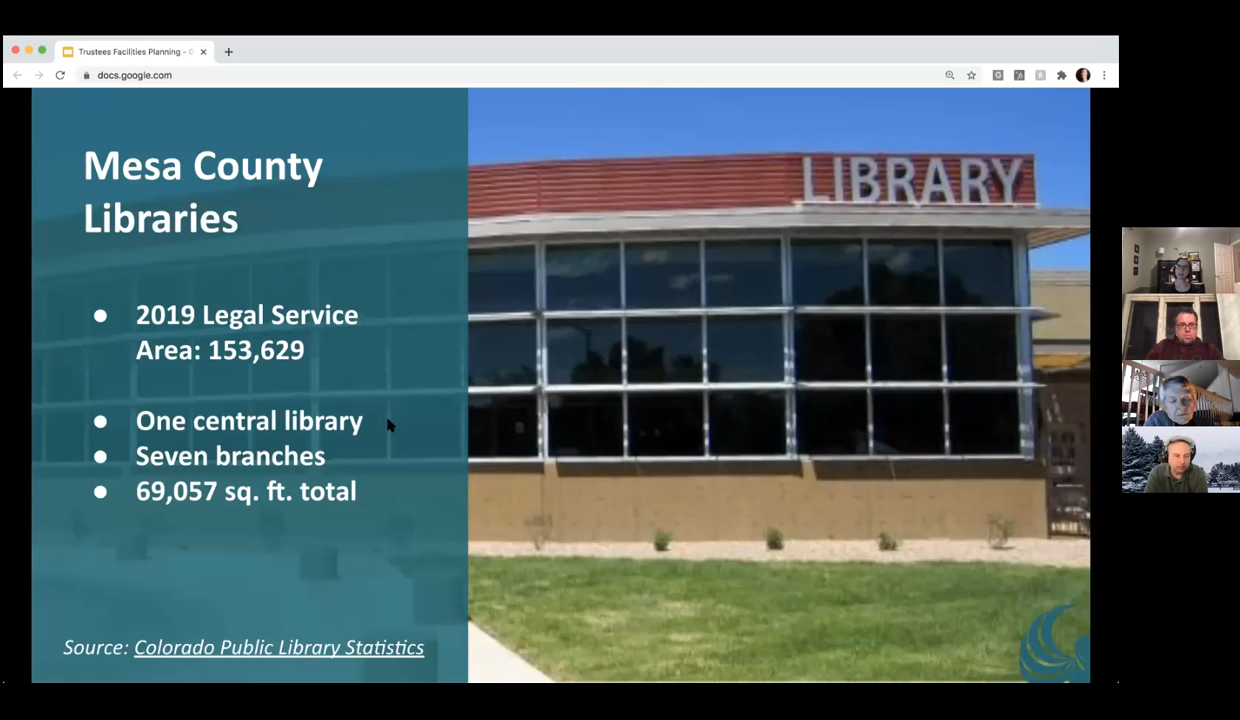 Trustees Facilities Planning -
docs.google.com
Mesa County
Libraries
● 2019 Legal Service
Area: 153,629
● One central library
● Seven branches
● 69,057 sq. ft. total
Source: Colorado Public Library Statistics
LIBRARY